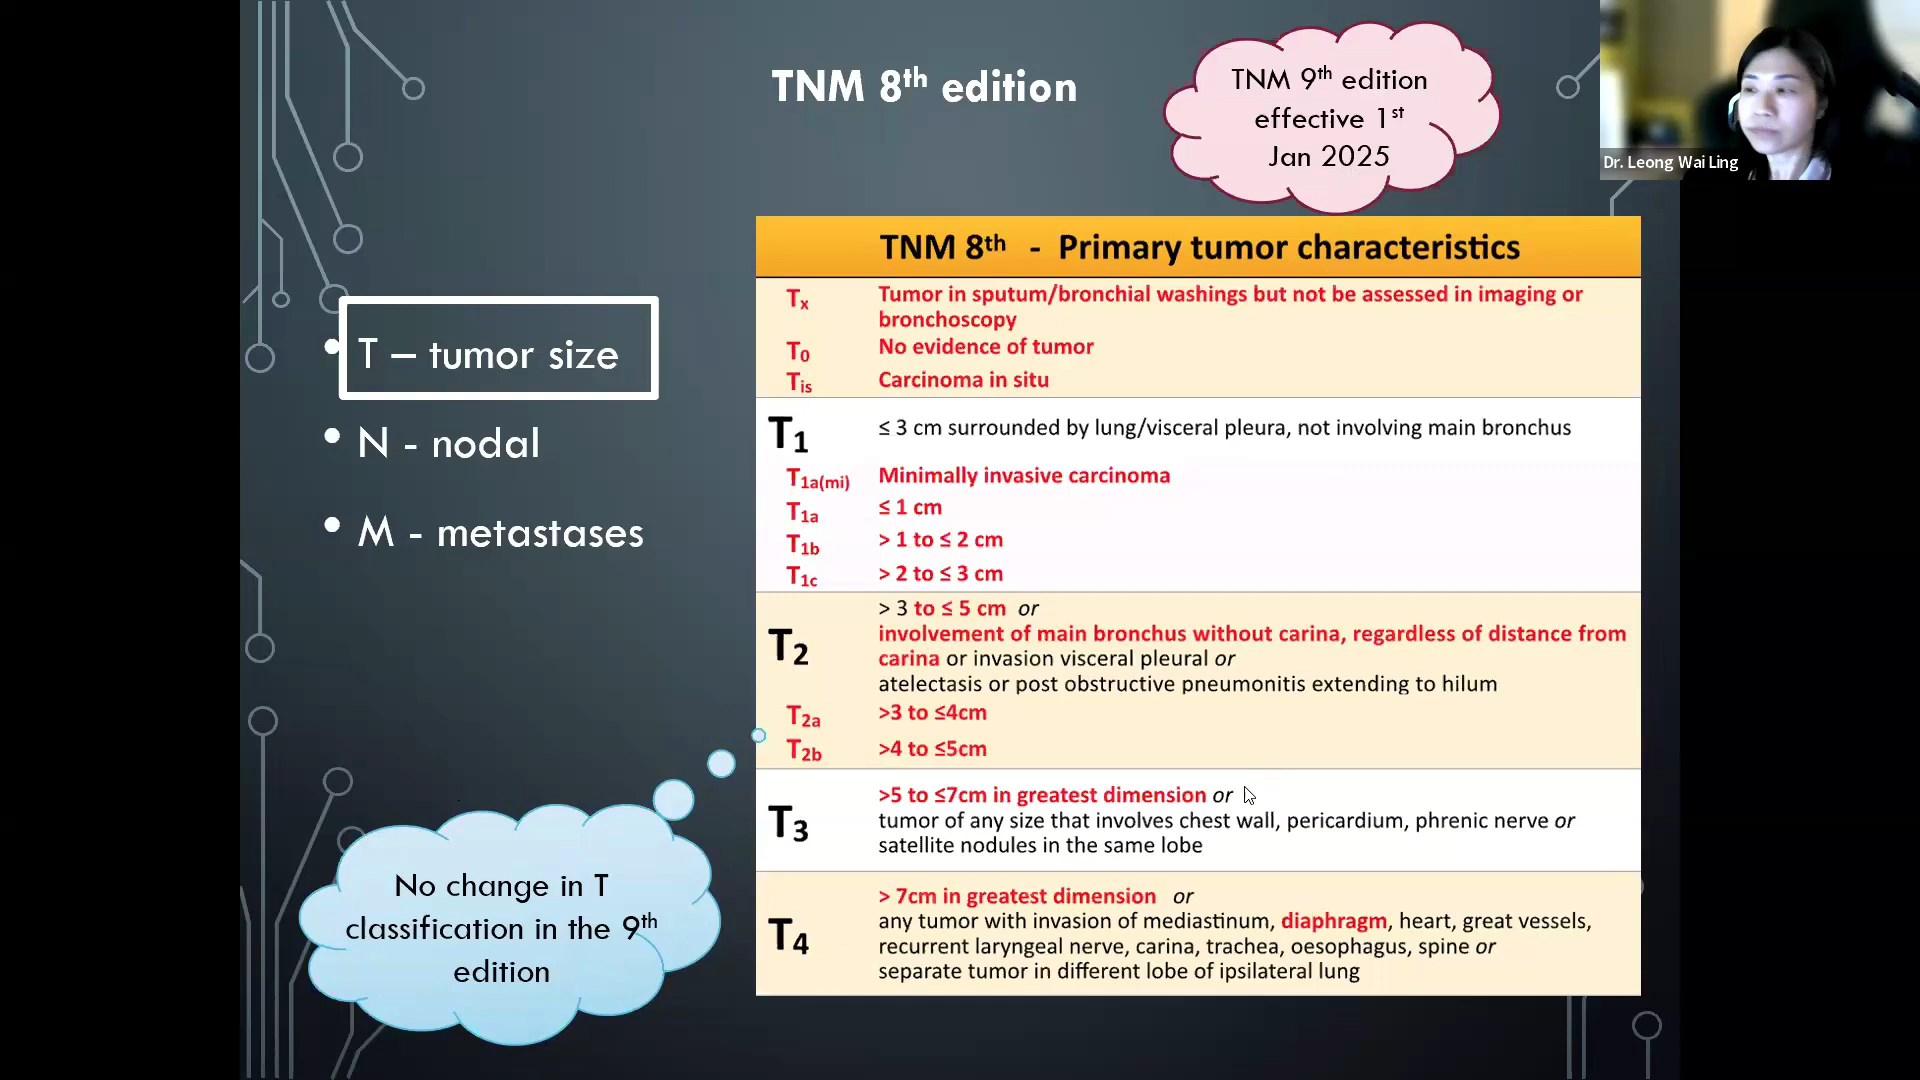 TNM 8th edition
TNM 9th edition
effective 1st
Jan 2025
Dr. Leong Wai Ling
• T – tumor size
• N - nodal
• M - metastases
No change in T
classification in the 9th
edition
TNM 8th - Primary tumor characteristics
Tx Tumor in sputum/bronchial washings but not be assessed in imaging or
bronchoscopy
T0 No evidence of tumor
Tis Carcinoma in situ
T1 ≤ 3 cm surrounded by lung/visceral pleura, not involving main bronchus
T1a(mi) Minimally invasive carcinoma
T1a ≤ 1 cm
T1b > 1 to ≤ 2 cm
T1c > 2 to ≤ 3 cm
T2 > 3 to ≤ 5 cm or
involvement of main bronchus without carina, regardless of distance from
carina or invasion visceral pleural or
atelectasis or post obstructive pneumonitis extending to hilum
T2a >3 to ≤4cm
T2b >4 to ≤5cm
T3 >5 to ≤7cm in greatest dimension or
tumor of any size that involves chest wall, pericardium, phrenic nerve or
satellite nodules in the same lobe
T4 > 7cm in greatest dimension or
any tumor with invasion of mediastinum, diaphragm, heart, great vessels,
recurrent laryngeal nerve, carina, trachea, oesophagus, spine or
separate tumor in different lobe of ipsilateral lung